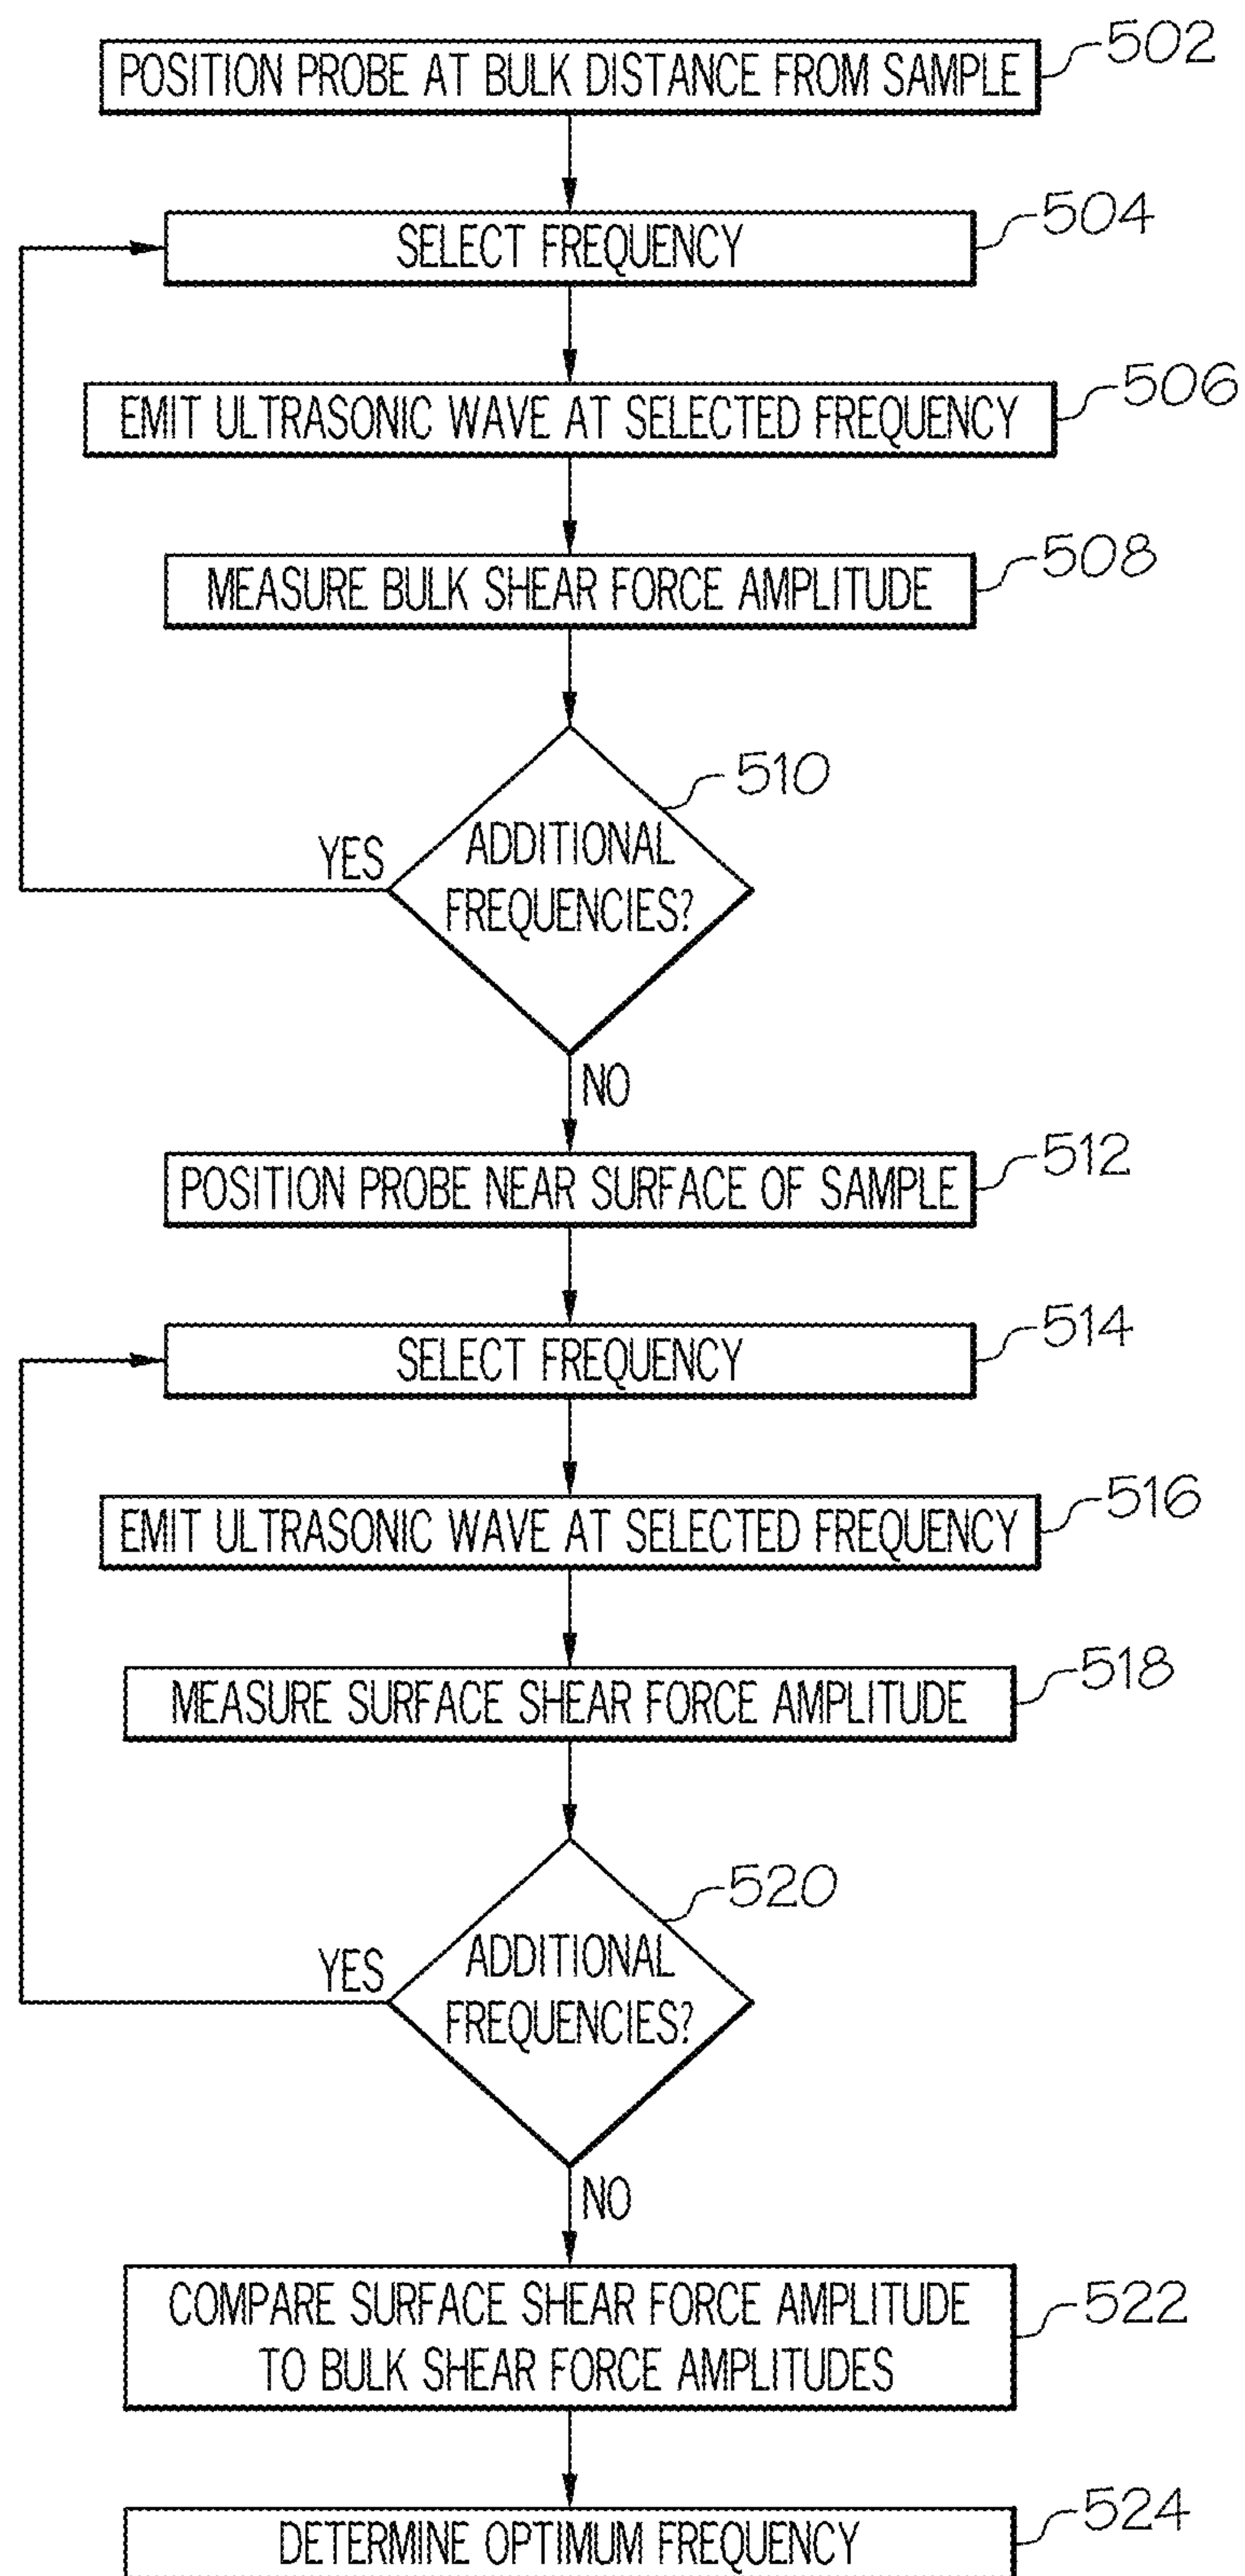 POSITION PROBE AT BULK DISTANCE FROM SAMPLE
502
SELECT FREQUENCY
504
EMIT ULTRASONIC WAVE AT SELECTED FREQUENCY
506
MEASURE BULK SHEAR FORCE AMPLITUDE
508
510
ADDITIONAL
FREQUENCIES?
YES
NO
POSITION PROBE NEAR SURFACE OF SAMPLE
512
SELECT FREQUENCY
514
EMIT ULTRASONIC WAVE AT SELECTED FREQUENCY
516
MEASURE SURFACE SHEAR FORCE AMPLITUDE
518
520
ADDITIONAL
FREQUENCIES?
YES
NO
COMPARE SURFACE SHEAR FORCE AMPLITUDE
TO BULK SHEAR FORCE AMPLITUDES
522
DETERMINE OPTIMUM FREQUENCY
524